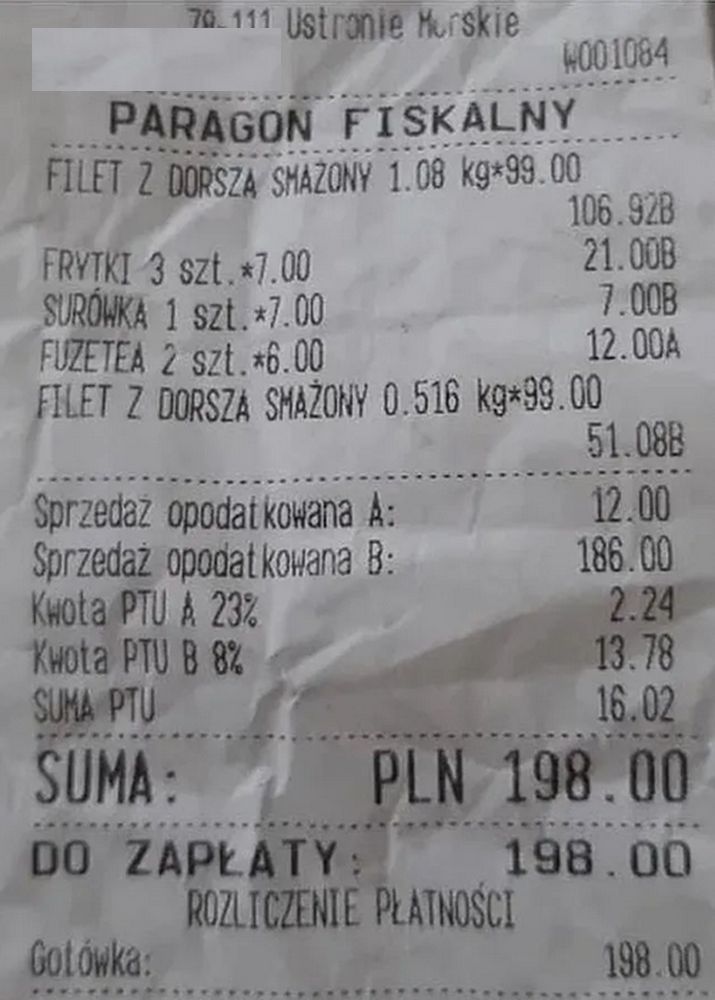 78-111 Ustronie Morskie
W001084
PARAGON FISKALNY
FILET Z DORSZA SMAŻONY 1.08 kg*99.00
106.92B
FRYTKI 3 szt.*7.00 21.00B
SURÓWKA 1 szt.*7.00 7.00B
FUZETEA 2 szt.*6.00 12.00A
FILET Z DORSZA SMAŻONY 0.516 kg*99.00
51.08B
Sprzedaż opodatkowana A: 12.00
Sprzedaż opodatkowana B: 186.00
Kwota PTU A 23% 2.24
Kwota PTU B 8% 13.78
SUMA PTU 16.02
SUMA: PLN 198.00
DO ZAPŁATY: 198.00
ROZLICZENIE PŁATNOŚCI
Gotówka: 198.00